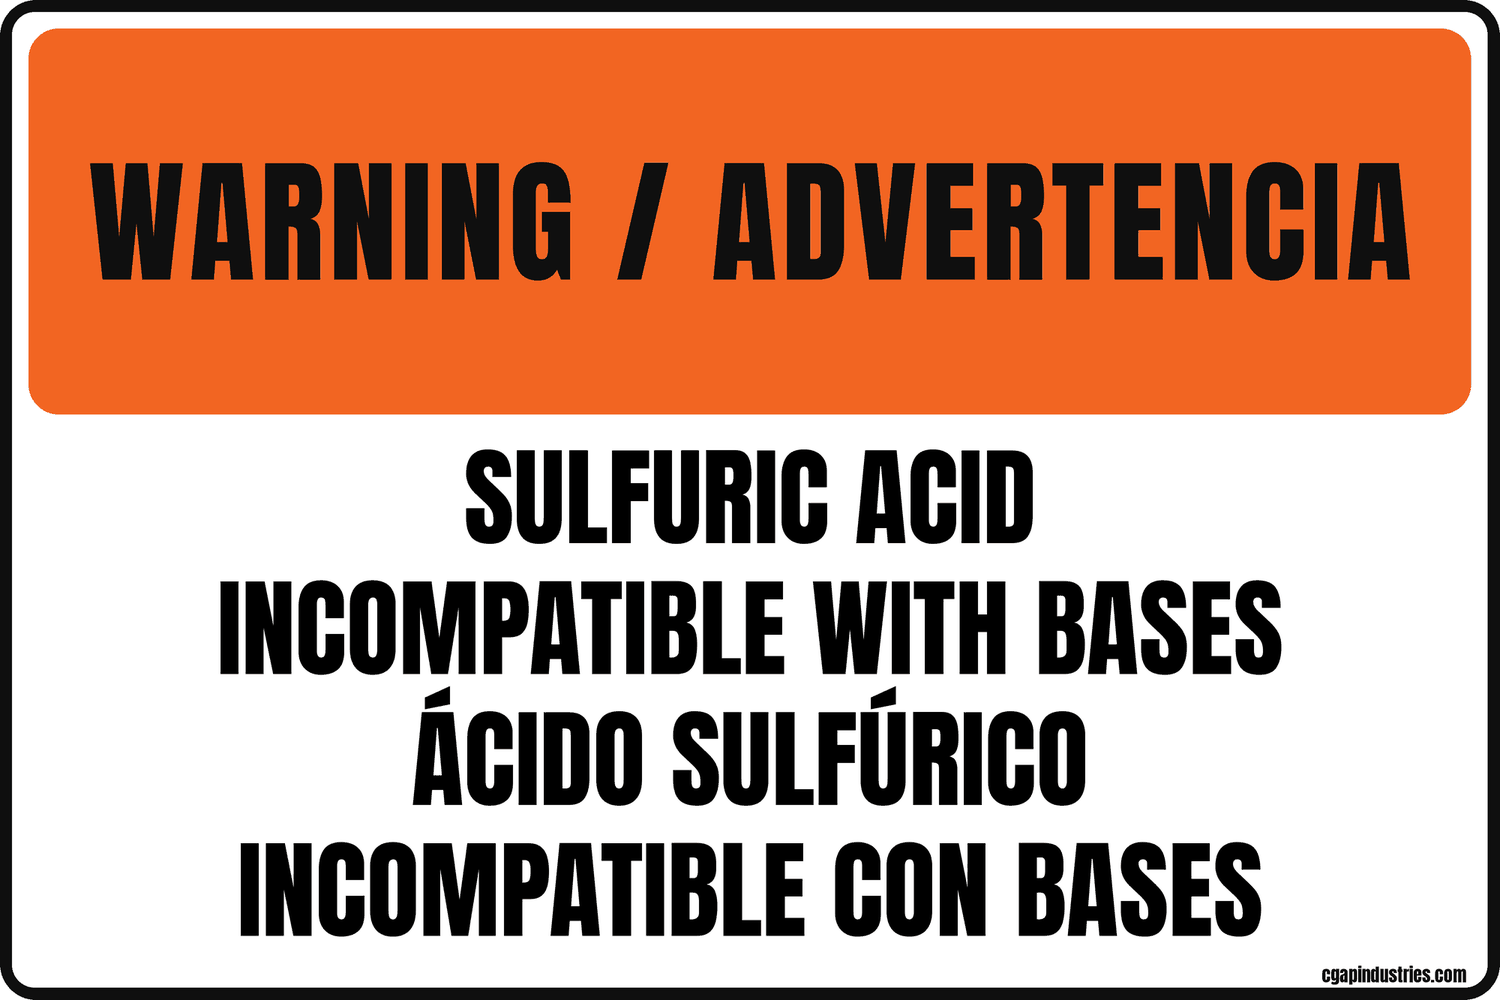 WARNING / ADVERTENCIA
SULFURIC ACID
INCOMPATIBLE WITH BASES
ÁCIDO SULFÚRICO
INCOMPATIBLE CON BASES
cgapindustries.com